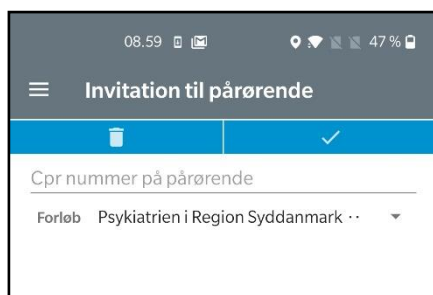 08.59 47 %
Invitation til pårørende
Cpr nummer på pårørende
Forløb Psykiatrien i Region Syddanmark ··